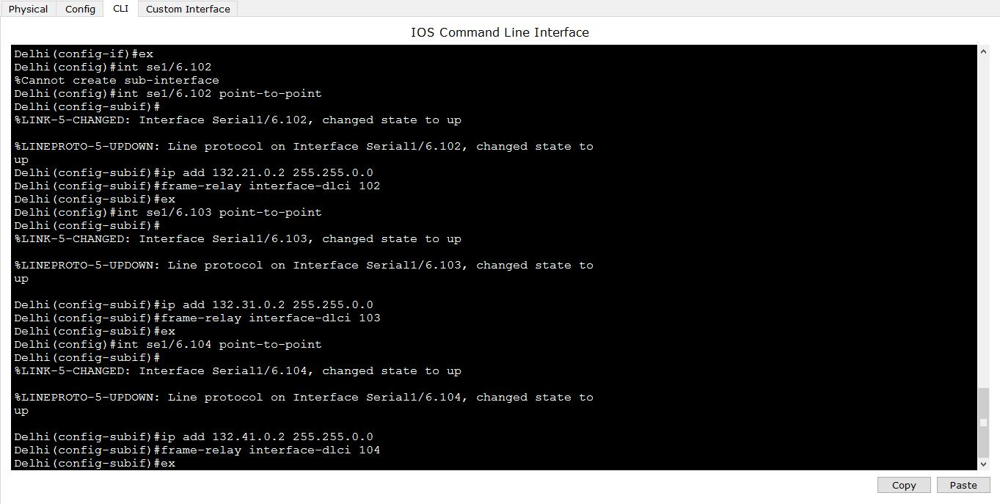 Physical Config CLI Custom Interface
IOS Command Line Interface
Delhi(config-if)#ex
Delhi(config)#int se1/6.102
%Cannot create sub-interface
Delhi(config)#int se1/6.102 point-to-point
Delhi(config-subif)#
%LINK-5-CHANGED: Interface Serial1/6.102, changed state to up
%LINEPROTO-5-UPDOWN: Line protocol on Interface Serial1/6.102, changed state to
up
Delhi(config-subif)#ip add 132.21.0.2 255.255.0.0
Delhi(config-subif)#frame-relay interface-dlci 102
Delhi(config-subif)#ex
Delhi(config)#int se1/6.103 point-to-point
Delhi(config-subif)#
%LINK-5-CHANGED: Interface Serial1/6.103, changed state to up
%LINEPROTO-5-UPDOWN: Line protocol on Interface Serial1/6.103, changed state to
up
Delhi(config-subif)#ip add 132.31.0.2 255.255.0.0
Delhi(config-subif)#frame-relay interface-dlci 103
Delhi(config-subif)#ex
Delhi(config)#int se1/6.104 point-to-point
Delhi(config-subif)#
%LINK-5-CHANGED: Interface Serial1/6.104, changed state to up
%LINEPROTO-5-UPDOWN: Line protocol on Interface Serial1/6.104, changed state to
up
Delhi(config-subif)#ip add 132.41.0.2 255.255.0.0
Delhi(config-subif)#frame-relay interface-dlci 104
Delhi(config-subif)#ex
Copy Paste